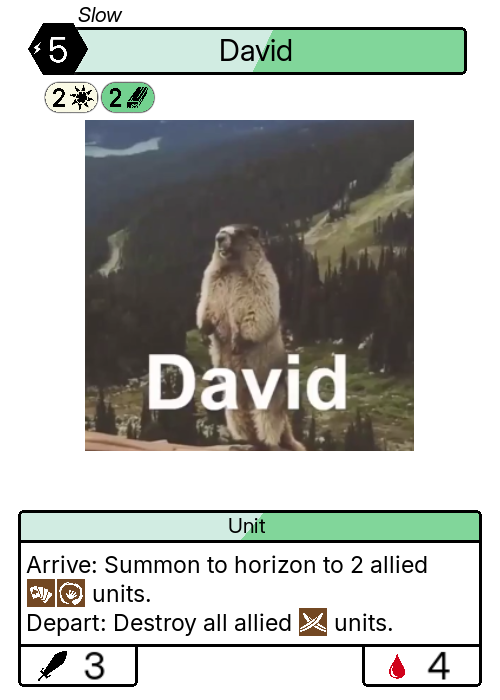 Slow
5
David
2
2
David
Unit
Arrive: Summon to horizon to 2 allied
units.
Depart: Destroy all allied units.
3
4